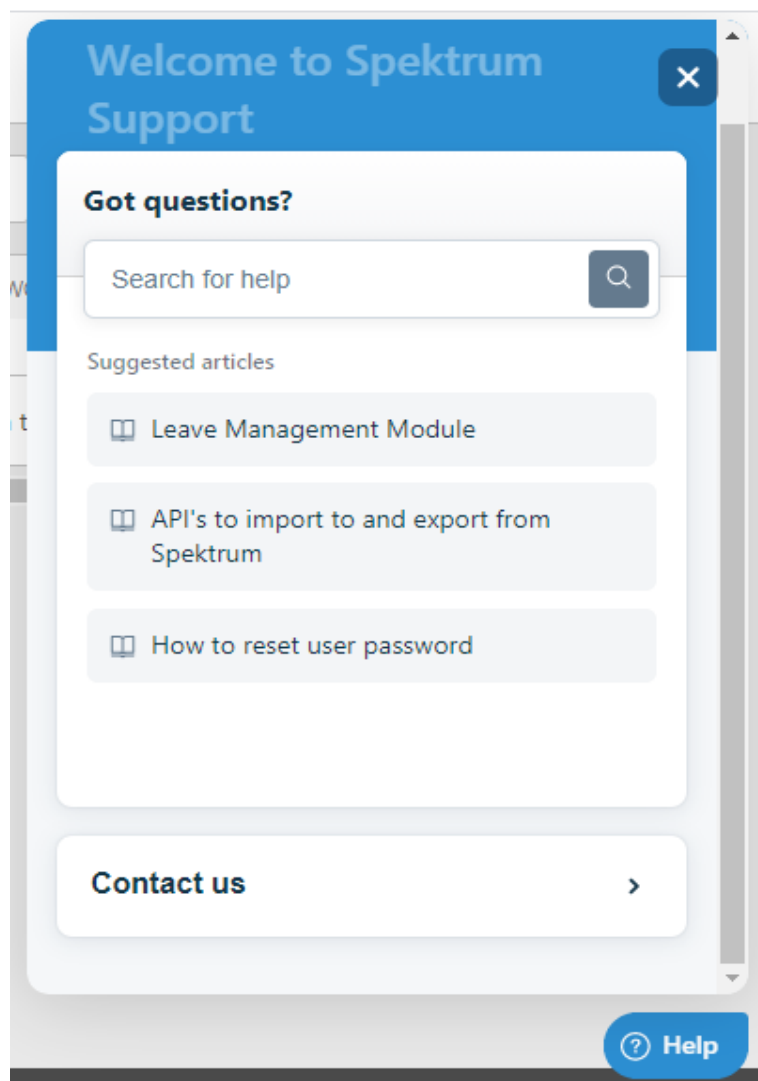 Welcome to Spektrum
Support
Got questions?
Search for help
Suggested articles
Leave Management Module
API's to import to and export from
Spektrum
How to reset user password
t
Contact us
Help